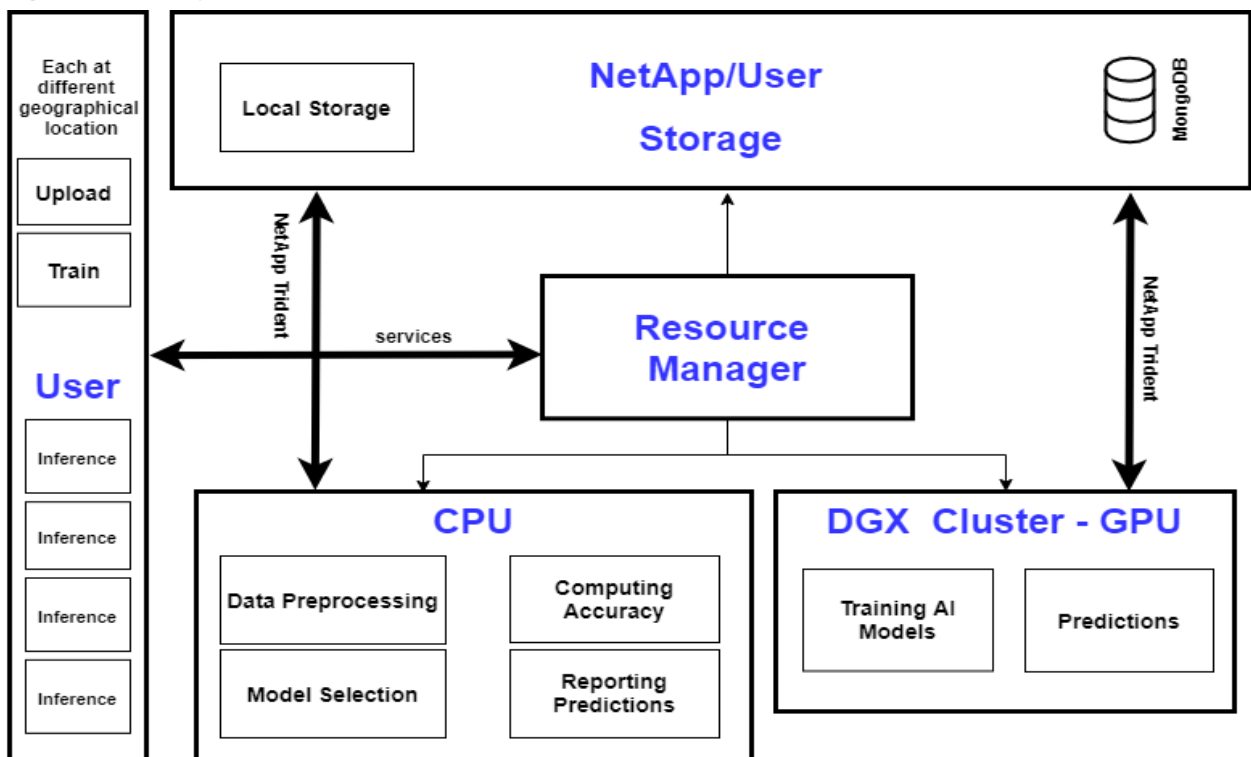 Each at
different
geographical
location
Upload
Train
User
Inference
Inference
Inference
Inference
NetApp/User
Storage
Local Storage
MongoDB
NetApp Trident
services
Resource
Manager
NetApp Trident
CPU
Data Preprocessing
Computing
Accuracy
Model Selection
Reporting
Predictions
DGX Cluster - GPU
Training AI
Models
Predictions